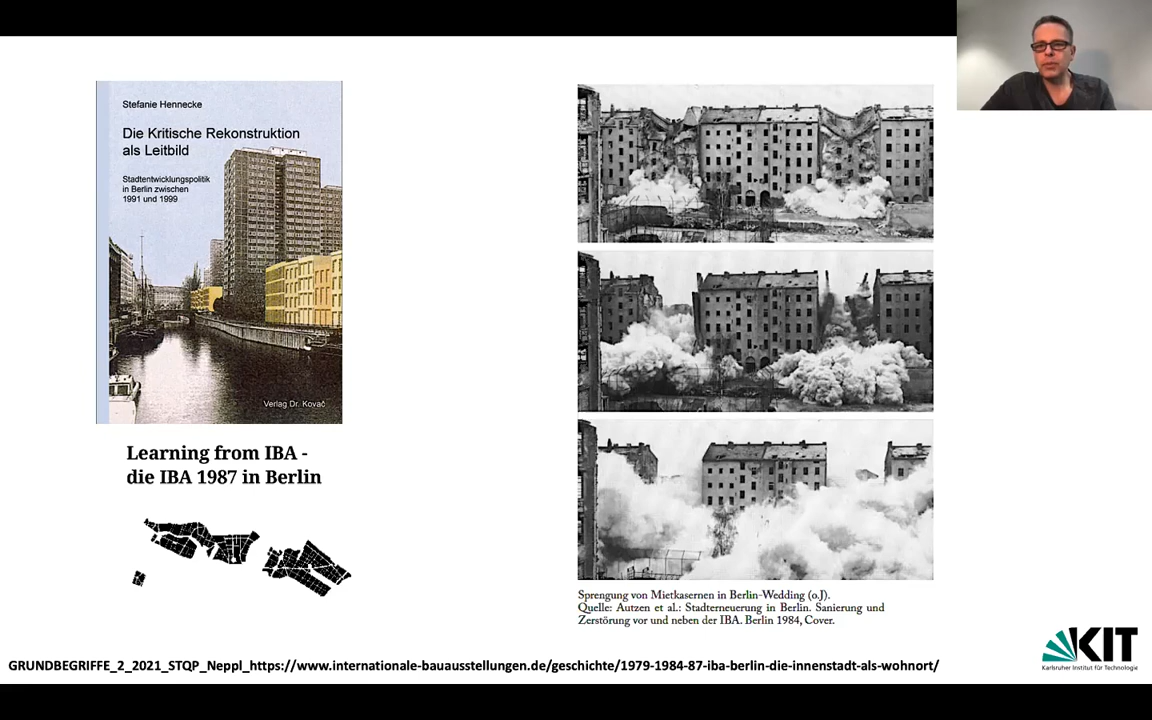 Stefanie Hennecke
Die Kritische Rekonstruktion
als Leitbild
Stadtentwicklungspolitik
in Berlin zwischen
1991 und 1999
Verlag Dr. Kovač
Learning from IBA -
die IBA 1987 in Berlin
Sprengung von Mietkasernen in Berlin-Wedding (o.J).
Quelle: Autzen et al.: Stadterneuerung in Berlin. Sanierung und
Zerstörung vor und neben der IBA. Berlin 1984, Cover.
KIT
Karlsruher Institut für Technologie
GRUNDBEGRIFFE_2_2021_STQP_Neppl_https://www.internationale-bauausstellungen.de/geschichte/1979-1984-87-iba-berlin-die-innenstadt-als-wohnort/